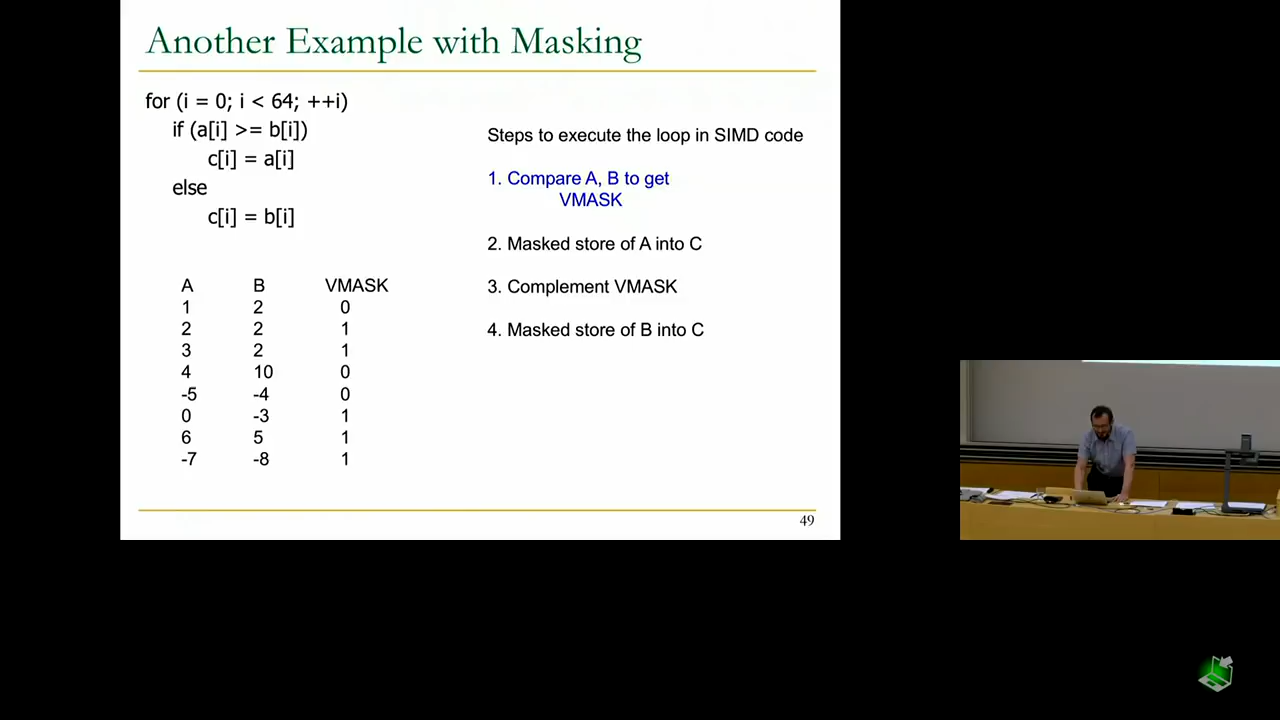 Another Example with Masking
for (i = 0; i < 64; ++i)
if (a[i] >= b[i])
c[i] = a[i]
else
c[i] = b[i]
A B VMASK
1 2 0
2 2 1
3 2 1
4 10 0
-5 -4 0
0 -3 1
6 5 1
-7 -8 1
Steps to execute the loop in SIMD code
1. Compare A, B to get
VMASK
2. Masked store of A into C
3. Complement VMASK
4. Masked store of B into C
49